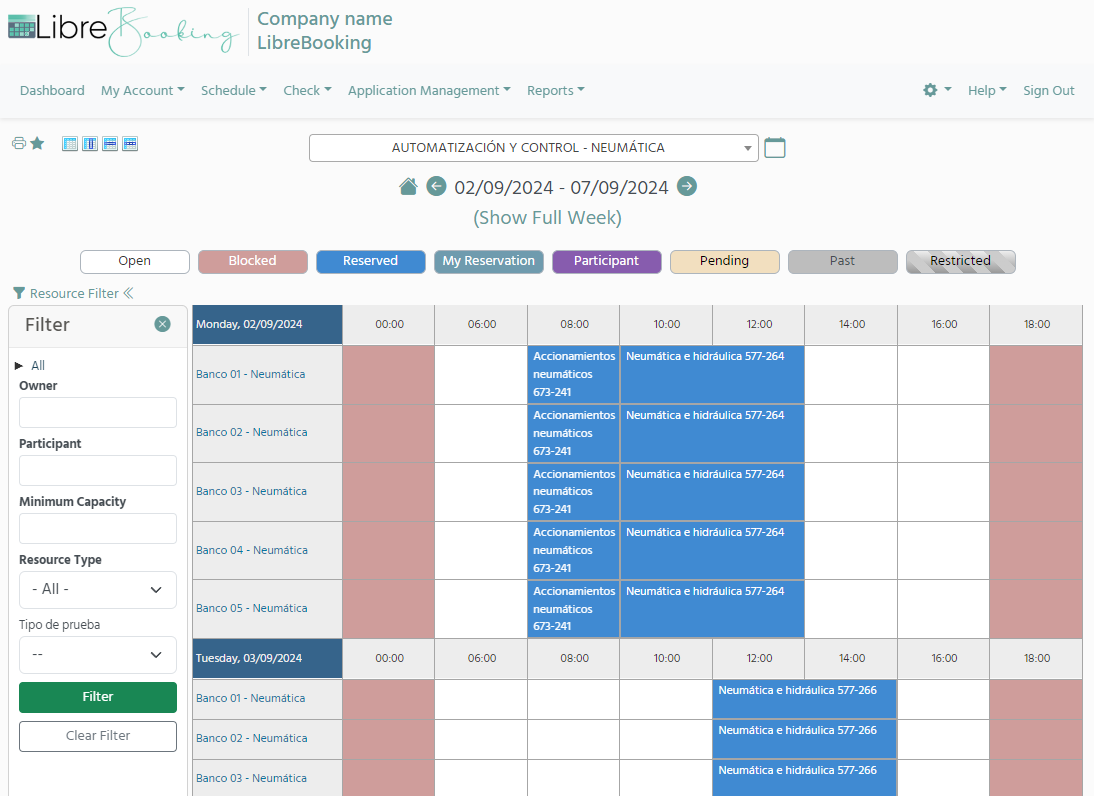 Libre Booking
Company name
LibreBooking
Dashboard My Account Schedule Check Application Management Reports Help Sign Out
AUTOMATIZACIÓN Y CONTROL - NEUMÁTICA
02/09/2024 - 07/09/2024
(Show Full Week)
Open Blocked Reserved My Reservation Participant Pending Past Restricted
Resource Filter
Filter
All
Owner
Participant
Minimum Capacity
Resource Type
- All -
Tipo de prueba
--
Filter
Clear Filter
Monday, 02/09/2024 00:00 06:00 08:00 10:00 12:00 14:00 16:00 18:00
Banco 01 - Neumática
Accionamientos
neumáticos
673-241
Neumática e hidráulica 577-264
Banco 02 - Neumática
Accionamientos
neumáticos
673-241
Neumática e hidráulica 577-264
Banco 03 - Neumática
Accionamientos
neumáticos
673-241
Neumática e hidráulica 577-264
Banco 04 - Neumática
Accionamientos
neumáticos
673-241
Neumática e hidráulica 577-264
Banco 05 - Neumática
Accionamientos
neumáticos
673-241
Neumática e hidráulica 577-264
Tuesday, 03/09/2024 00:00 06:00 08:00 10:00 12:00 14:00 16:00 18:00
Banco 01 - Neumática
Neumática e hidráulica 577-266
Banco 02 - Neumática
Neumática e hidráulica 577-266
Banco 03 - Neumática
Neumática e hidráulica 577-266